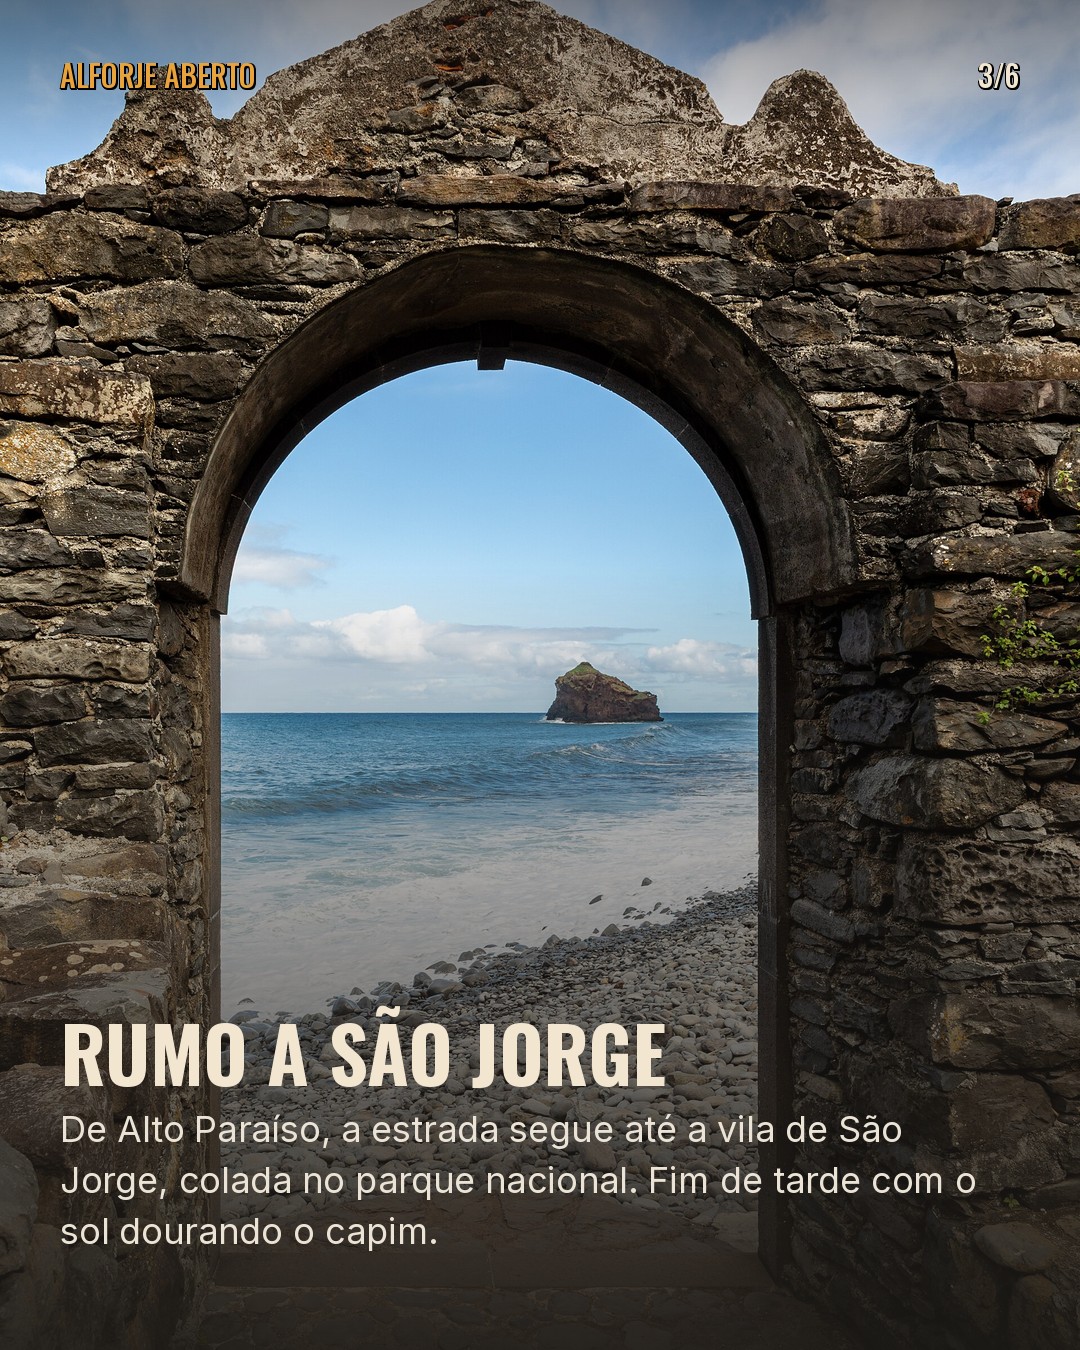 ALFORJE ABERTO
3/6
RUMO A SÃO JORGE
De Alto Paraíso, a estrada segue até a vila de São
Jorge, colada no parque nacional. Fim de tarde com o
sol dourando o capim.